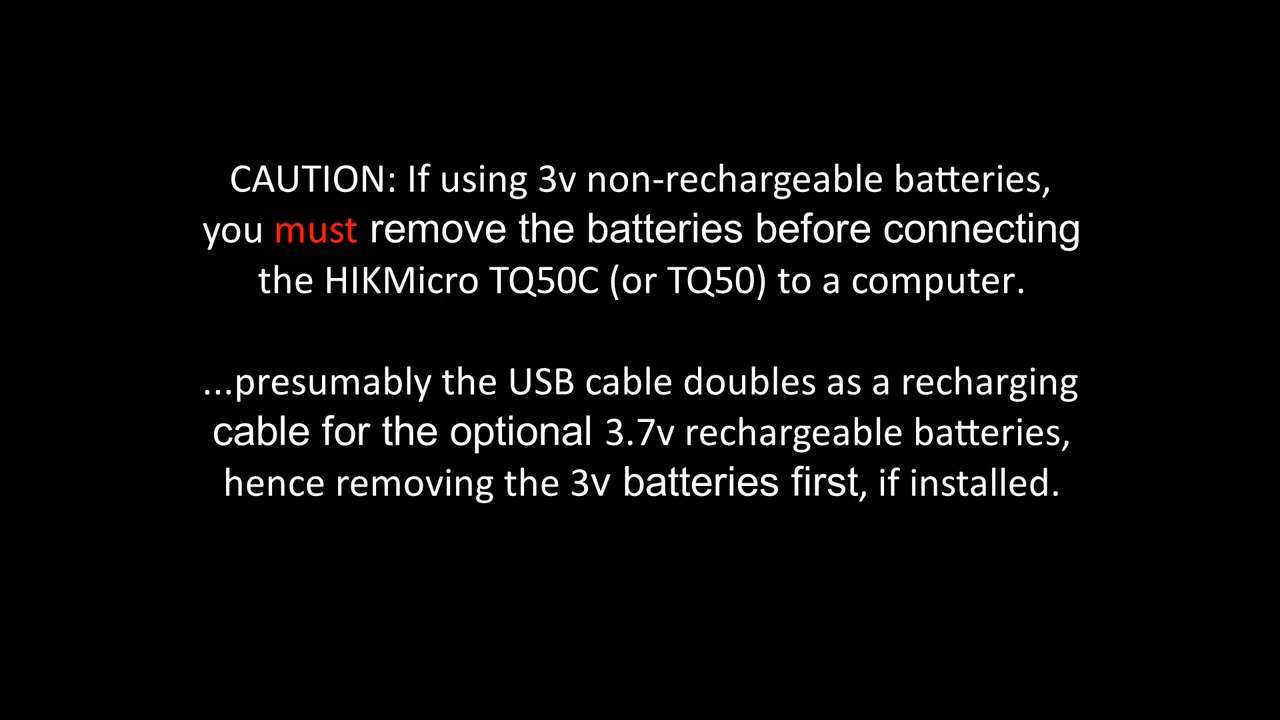 CAUTION: If using 3v non-rechargeable batteries,
you must remove the batteries before connecting
the HIKMicro TQ50C (or TQ50) to a computer.
...presumably the USB cable doubles as a recharging
cable for the optional 3.7v rechargeable batteries,
hence removing the 3v batteries first, if installed.